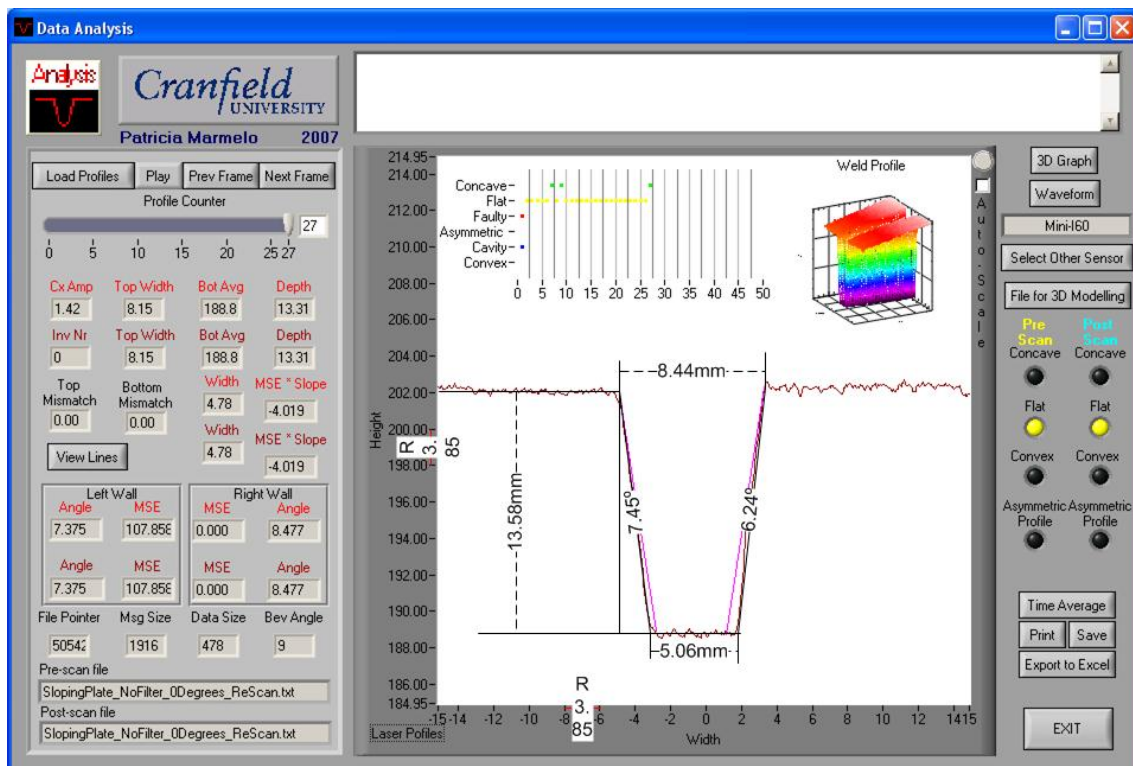 Data Analysis
Analysis
Cranfield
UNIVERSITY
Patricia Marmelo 2007
Load Profiles Play Prev Frame Next Frame
Profile Counter
27
0 5 10 15 20 25 27
Cx Amp Top Width Bot Avg Depth
1.42 8.15 188.8 13.31
Inv Nr Top Width Bot Avg Depth
0 8.15 188.8 13.31
Top Mismatch Bottom Mismatch Width MSE * Slope
0.00 0.00 4.78 -4.019
Width MSE * Slope
4.78 -4.019
View Lines
Left Wall Right Wall
Angle MSE MSE Angle
7.375 107.858 0.000 8.477
Angle MSE MSE Angle
7.375 107.858 0.000 8.477
File Pointer Msg Size Data Size Bev Angle
50542 1916 478 9
Pre-scan file
SlopingPlate_NoFilter_0Degrees_ReScan.txt
Post-scan file
SlopingPlate_NoFilter_0Degrees_ReScan.txt
214.95
214.00
212.00
210.00
208.00
206.00
204.00
202.00
200.00
198.00
196.00
194.00
192.00
190.00
188.00
186.00
184.95
Height
R
3.
85
Concave
Flat
Faulty
Asymmetric
Cavity
Convex
0 5 10 15 20 25 30 35 40 45 50
Weld Profile
8.44mm
13.58mm
7.45º
6.24º
5.06mm
R
3.
85
-15 -14 -12 -10 -8 -6 -4 -2 0 2 4 6 8 10 12 14 15
Laser Pofiles
Width
Auto-Scale
3D Graph
Waveform
Mini-I60
Select Other Sensor
File for 3D Modelling
Pre Scan Post Scan
Concave Concave
Flat Flat
Convex Convex
Asymmetric Profile Asymmetric Profile
Time Average
Print Save
Export to Excel
EXIT